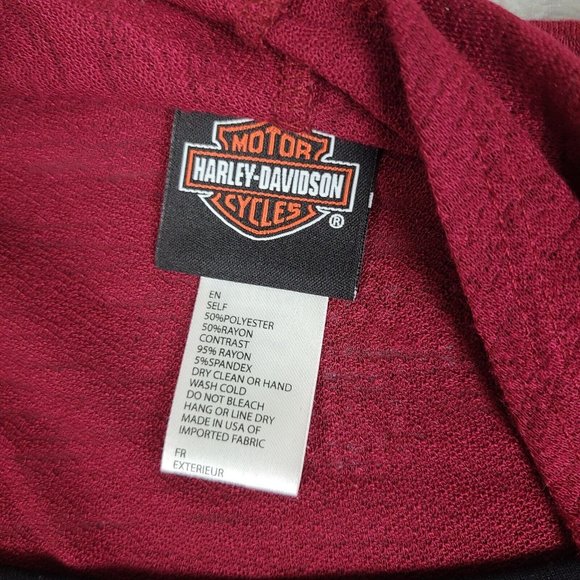 MOTOR
HARLEY-DAVIDSON
CYCLES
®
EN
SELF
50%POLYESTER
50%RAYON
CONTRAST
95% RAYON
5%SPANDEX
DRY CLEAN OR HAND
WASH COLD
DO NOT BLEACH
HANG OR LINE DRY
MADE IN USA OF
IMPORTED FABRIC
FR
EXTERIEUR